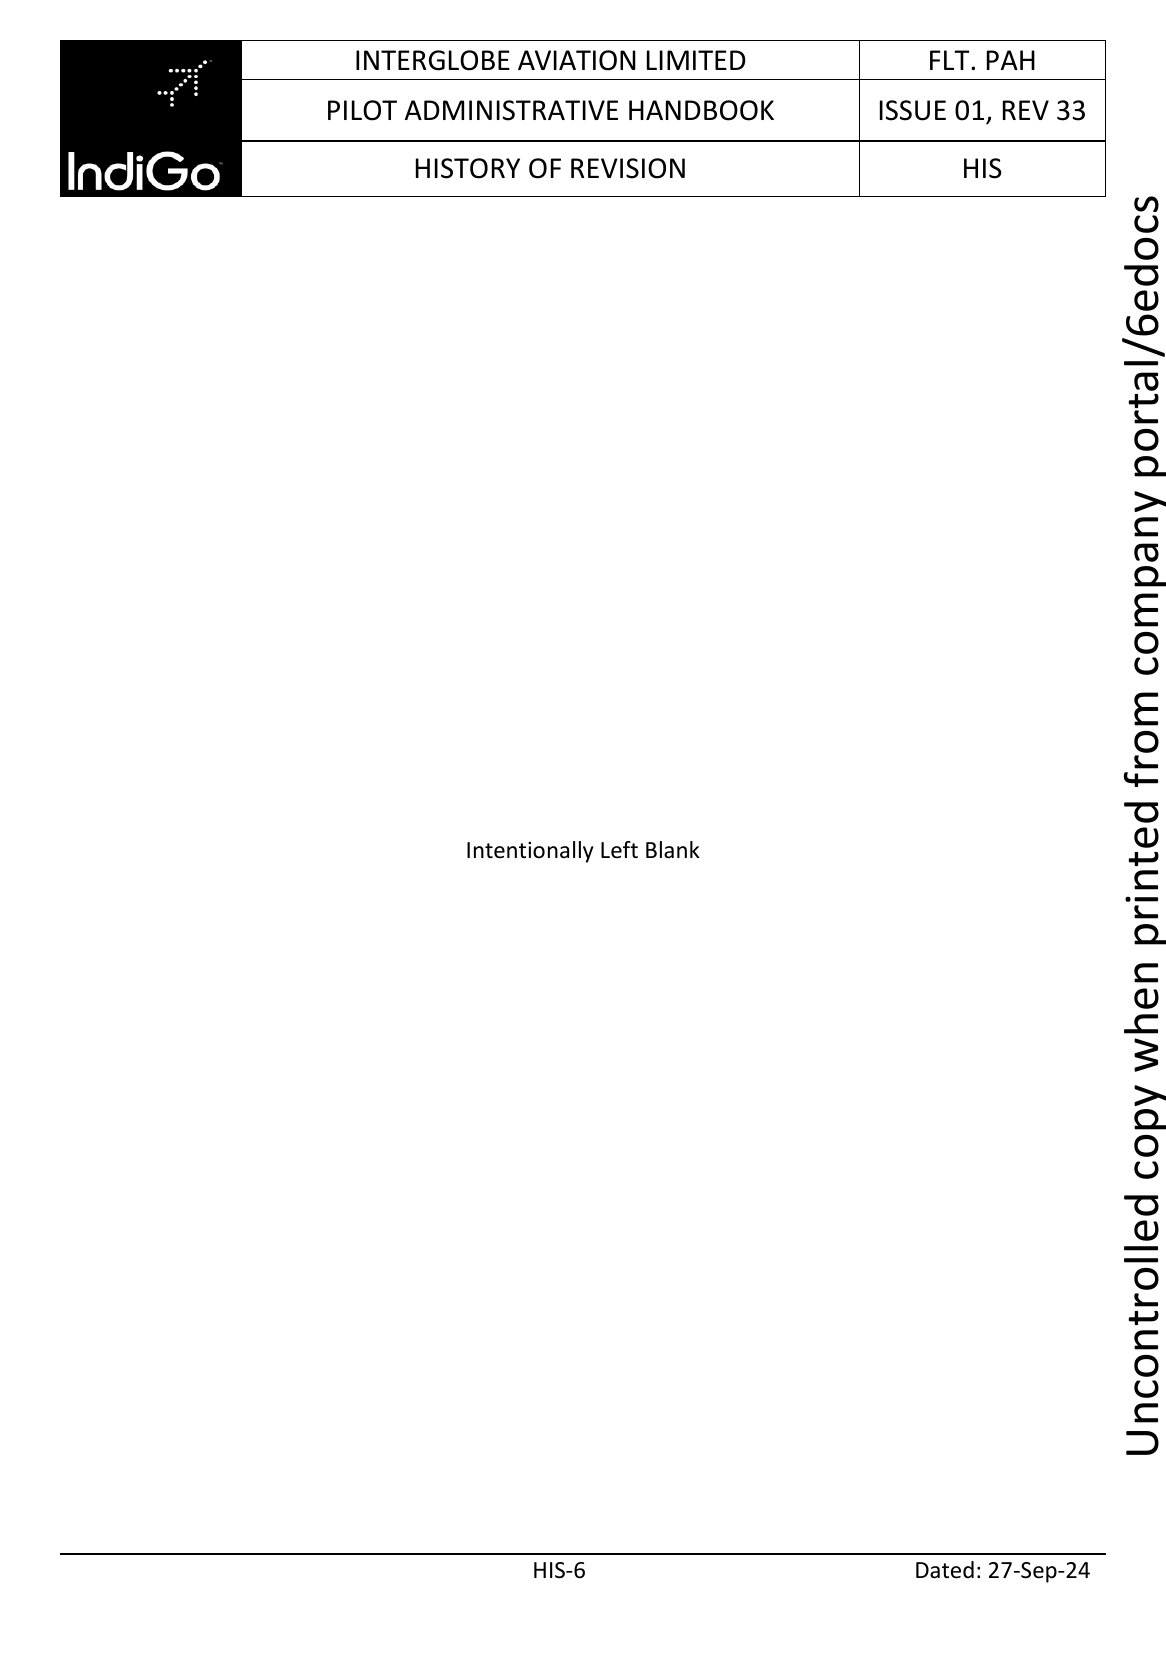 INTERGLOBE AVIATION LIMITED
FLT. PAH
PILOT ADMINISTRATIVE HANDBOOK
ISSUE 01, REV 33
IndiGo
HISTORY OF REVISION
HIS
Uncontrolled copy when printed from company portal/6edocs
Intentionally Left Blank
HIS-6
Dated: 27-Sep-24